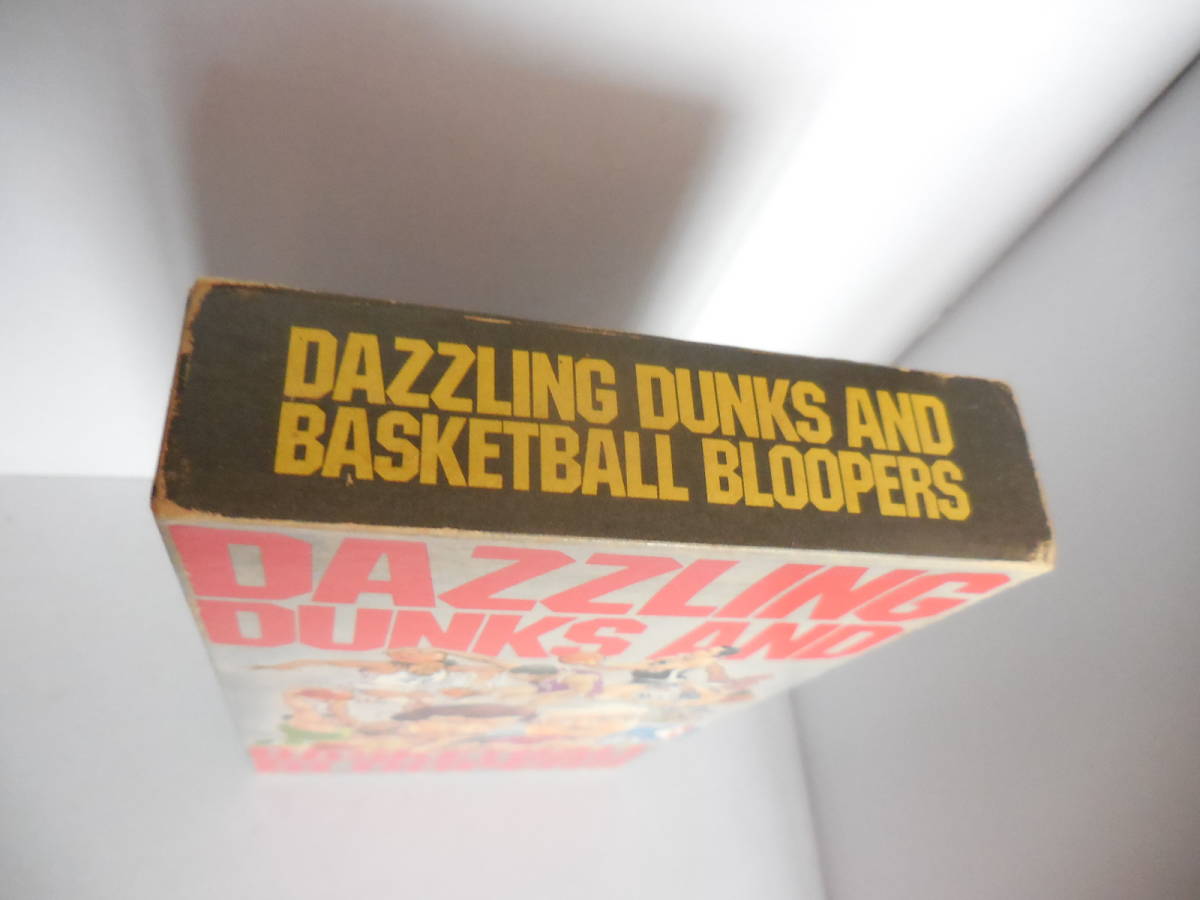 DAZZLING DUNKS AND
BASKETBALL BLOOPERS
DAZZLING
DUNKS AND